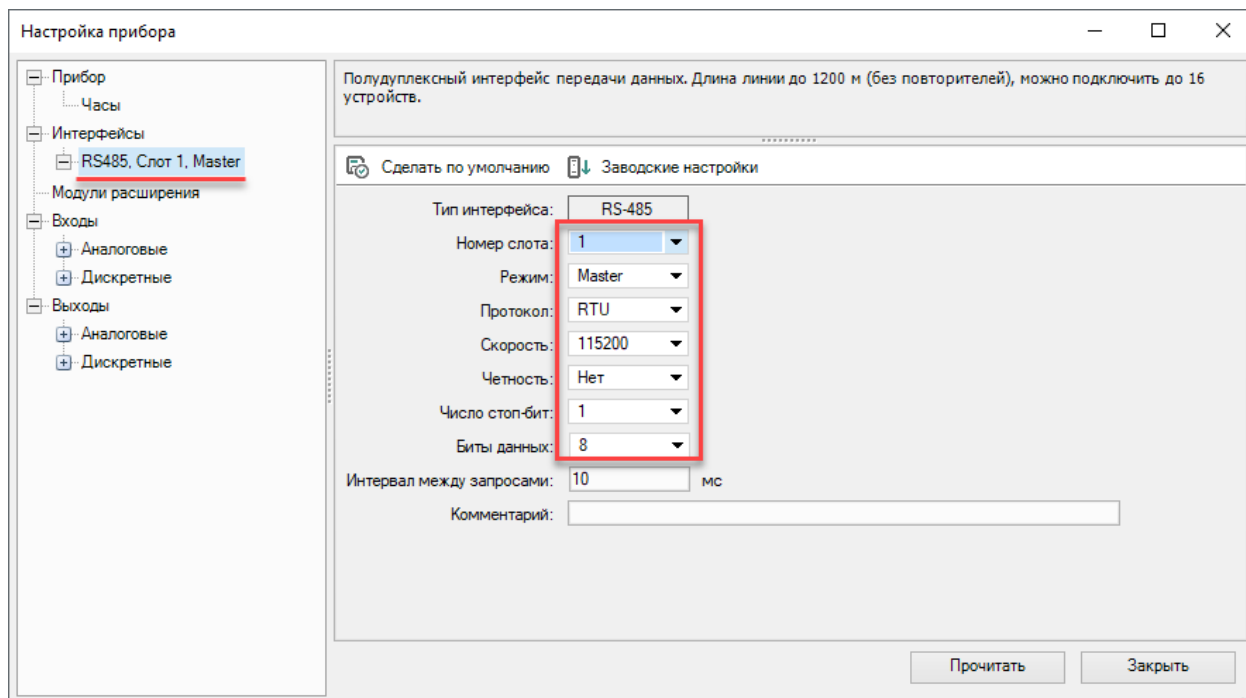 Настройка прибора
Прибор
Часы
Интерфейсы
RS485, Слот 1, Master
Модули расширения
Входы
Аналоговые
Дискретные
Выходы
Аналоговые
Дискретные
Полудуплексный интерфейс передачи данных. Длина линии до 1200 м (без повторителей), можно подключить до 16
устройств.
Сделать по умолчанию Заводские настройки
Тип интерфейса: RS-485
Номер слота: 1
Режим: Master
Протокол: RTU
Скорость: 115200
Четность: Нет
Число стоп-бит: 1
Биты данных: 8
Интервал между запросами: 10 мс
Комментарий:
Прочитать Закрыть